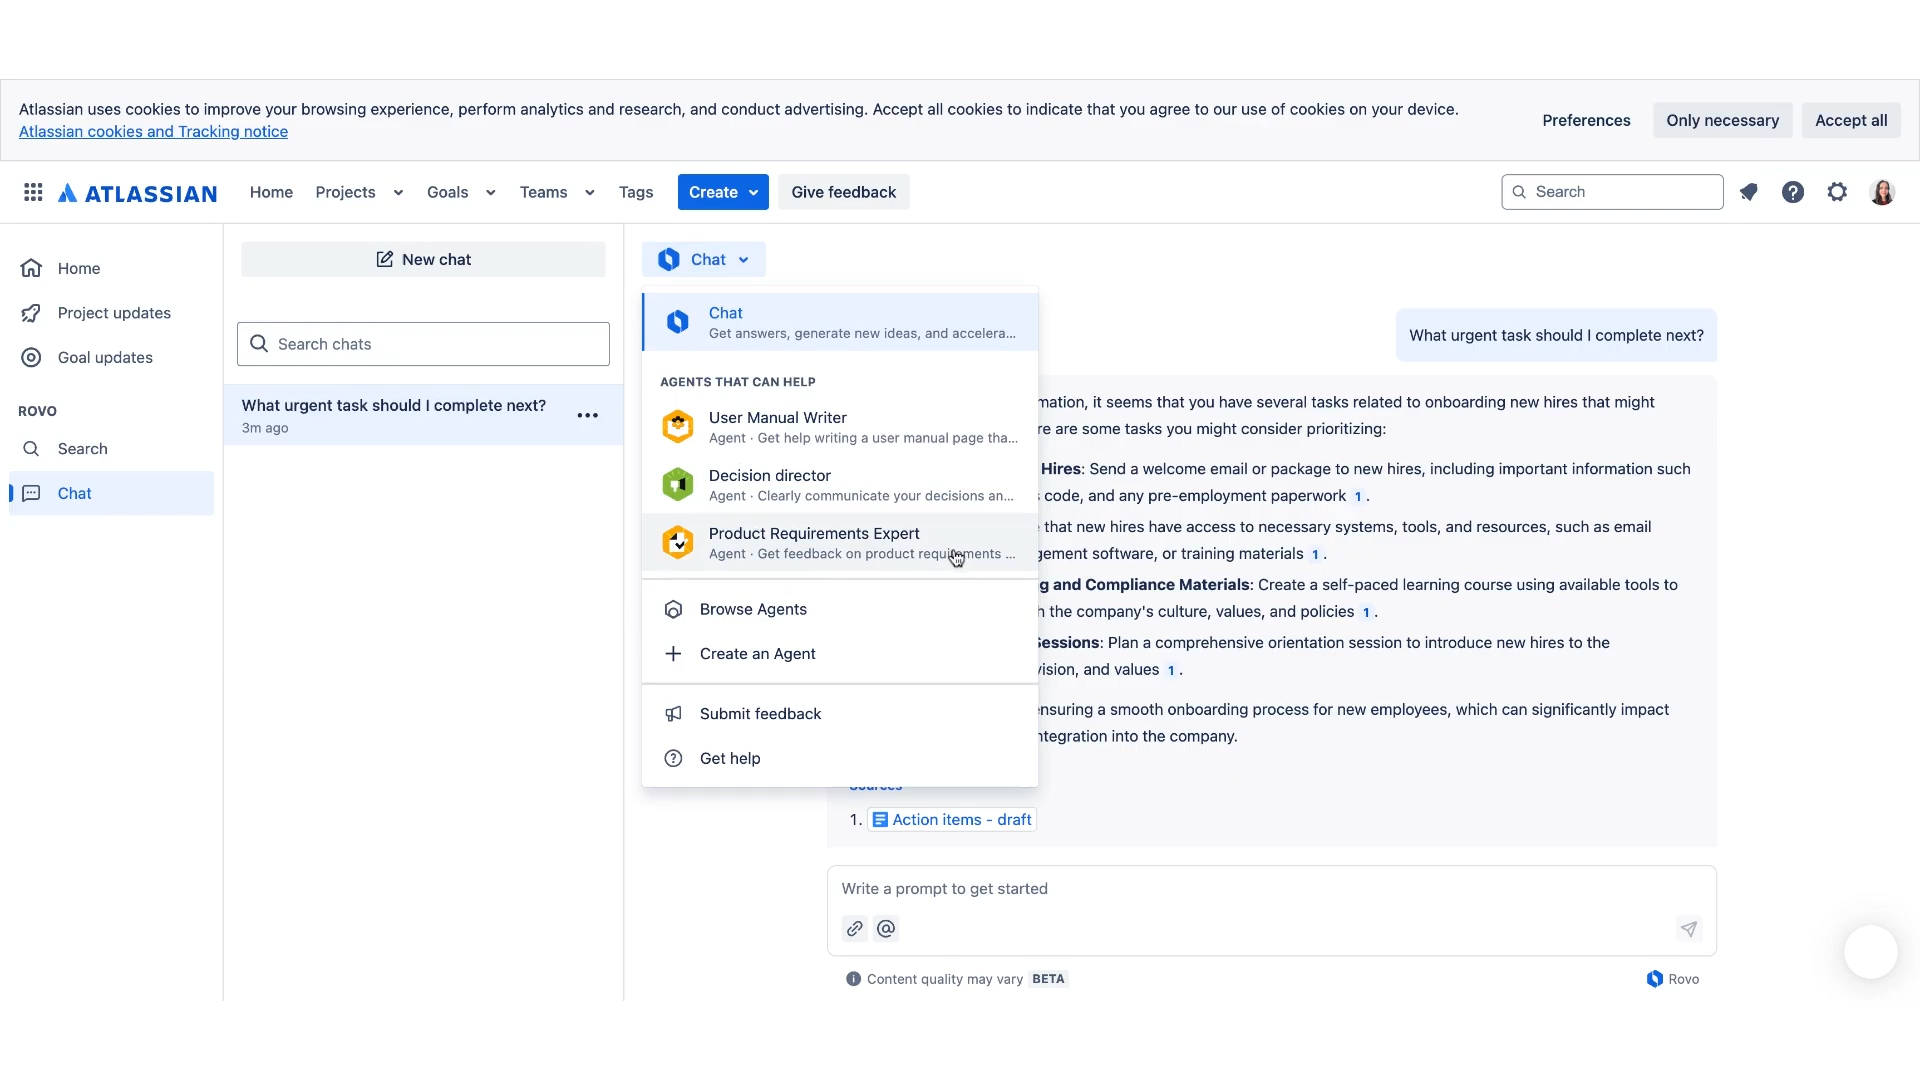 Atlassian uses cookies to improve your browsing experience, perform analytics and research, and conduct advertising. Accept all cookies to indicate that you agree to our use of cookies on your device.
Atlassian cookies and Tracking notice
Preferences
Only necessary
Accept all
ATLASSIAN
Home
Projects
Goals
Teams
Tags
Create
Give feedback
Search
Home
Project updates
Goal updates
ROVO
Search
Chat
New chat
Search chats
What urgent task should I complete next?
3m ago
Chat
Chat
Get answers, generate new ideas, and accelera...
AGENTS THAT CAN HELP
User Manual Writer
Agent · Get help writing a user manual page tha...
Decision director
Agent · Clearly communicate your decisions an...
Product Requirements Expert
Agent · Get feedback on product requirements ...
Browse Agents
Create an Agent
Submit feedback
Get help
What urgent task should I complete next?
mation, it seems that you have several tasks related to onboarding new hires that might
re are some tasks you might consider prioritizing:
Hires: Send a welcome email or package to new hires, including important information such
code, and any pre-employment paperwork 1.
that new hires have access to necessary systems, tools, and resources, such as email
gement software, or training materials 1.
g and Compliance Materials: Create a self-paced learning course using available tools to
h the company's culture, values, and policies 1.
Sessions: Plan a comprehensive orientation session to introduce new hires to the
vision, and values 1.
ensuring a smooth onboarding process for new employees, which can significantly impact
ntegration into the company.
Sources
1. Action items - draft
Write a prompt to get started
Content quality may vary BETA
Rovo